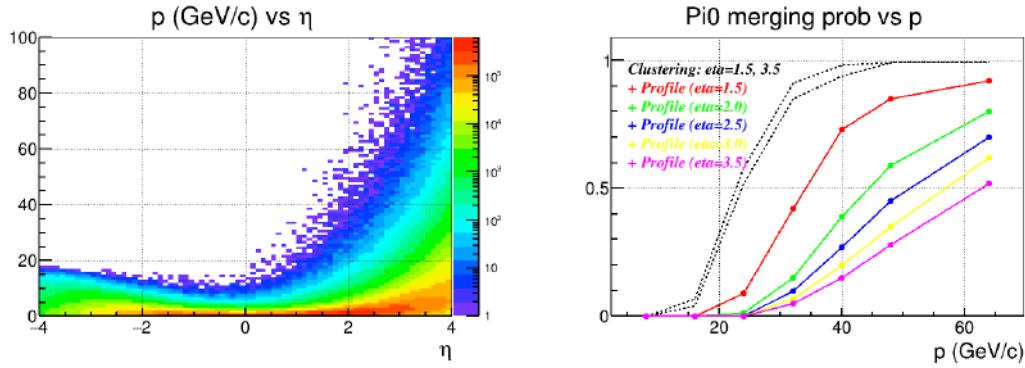 p (GeV/c) vs η
100
80
60
40
20
0
−4
−2
0
2
4
η
10⁵
10⁴
10³
10²
10
1
Pi0 merging prob vs p
1
0.5
0
Clustering: eta=1.5, 3.5
+ Profile (eta=1.5)
+ Profile (eta=2.0)
+ Profile (eta=2.5)
+ Profile (eta=3.0)
+ Profile (eta=3.5)
20
40
60
p (GeV/c)